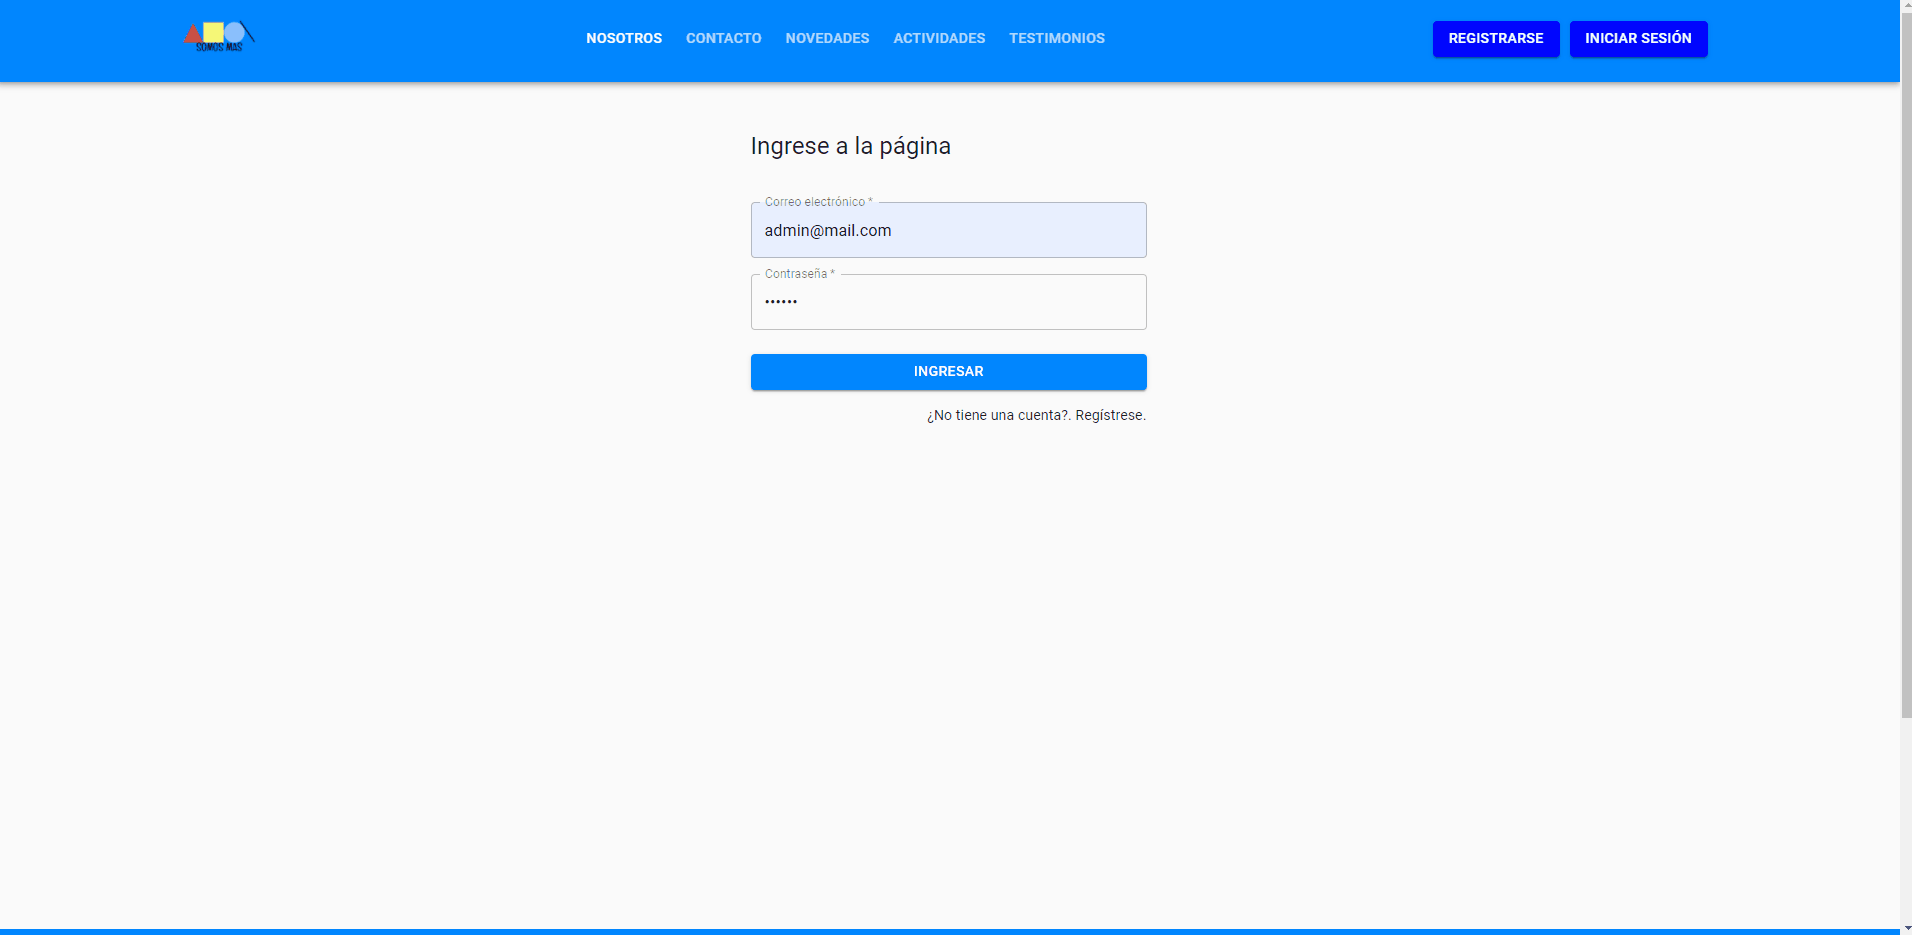 SOMOS MAS
NOSOTROS CONTACTO NOVEDADES ACTIVIDADES TESTIMONIOS
REGISTRARSE INICIAR SESIÓN
Ingrese a la página
Correo electrónico *
admin@mail.com
Contraseña *
••••••
INGRESAR
¿No tiene una cuenta?. Regístrese.